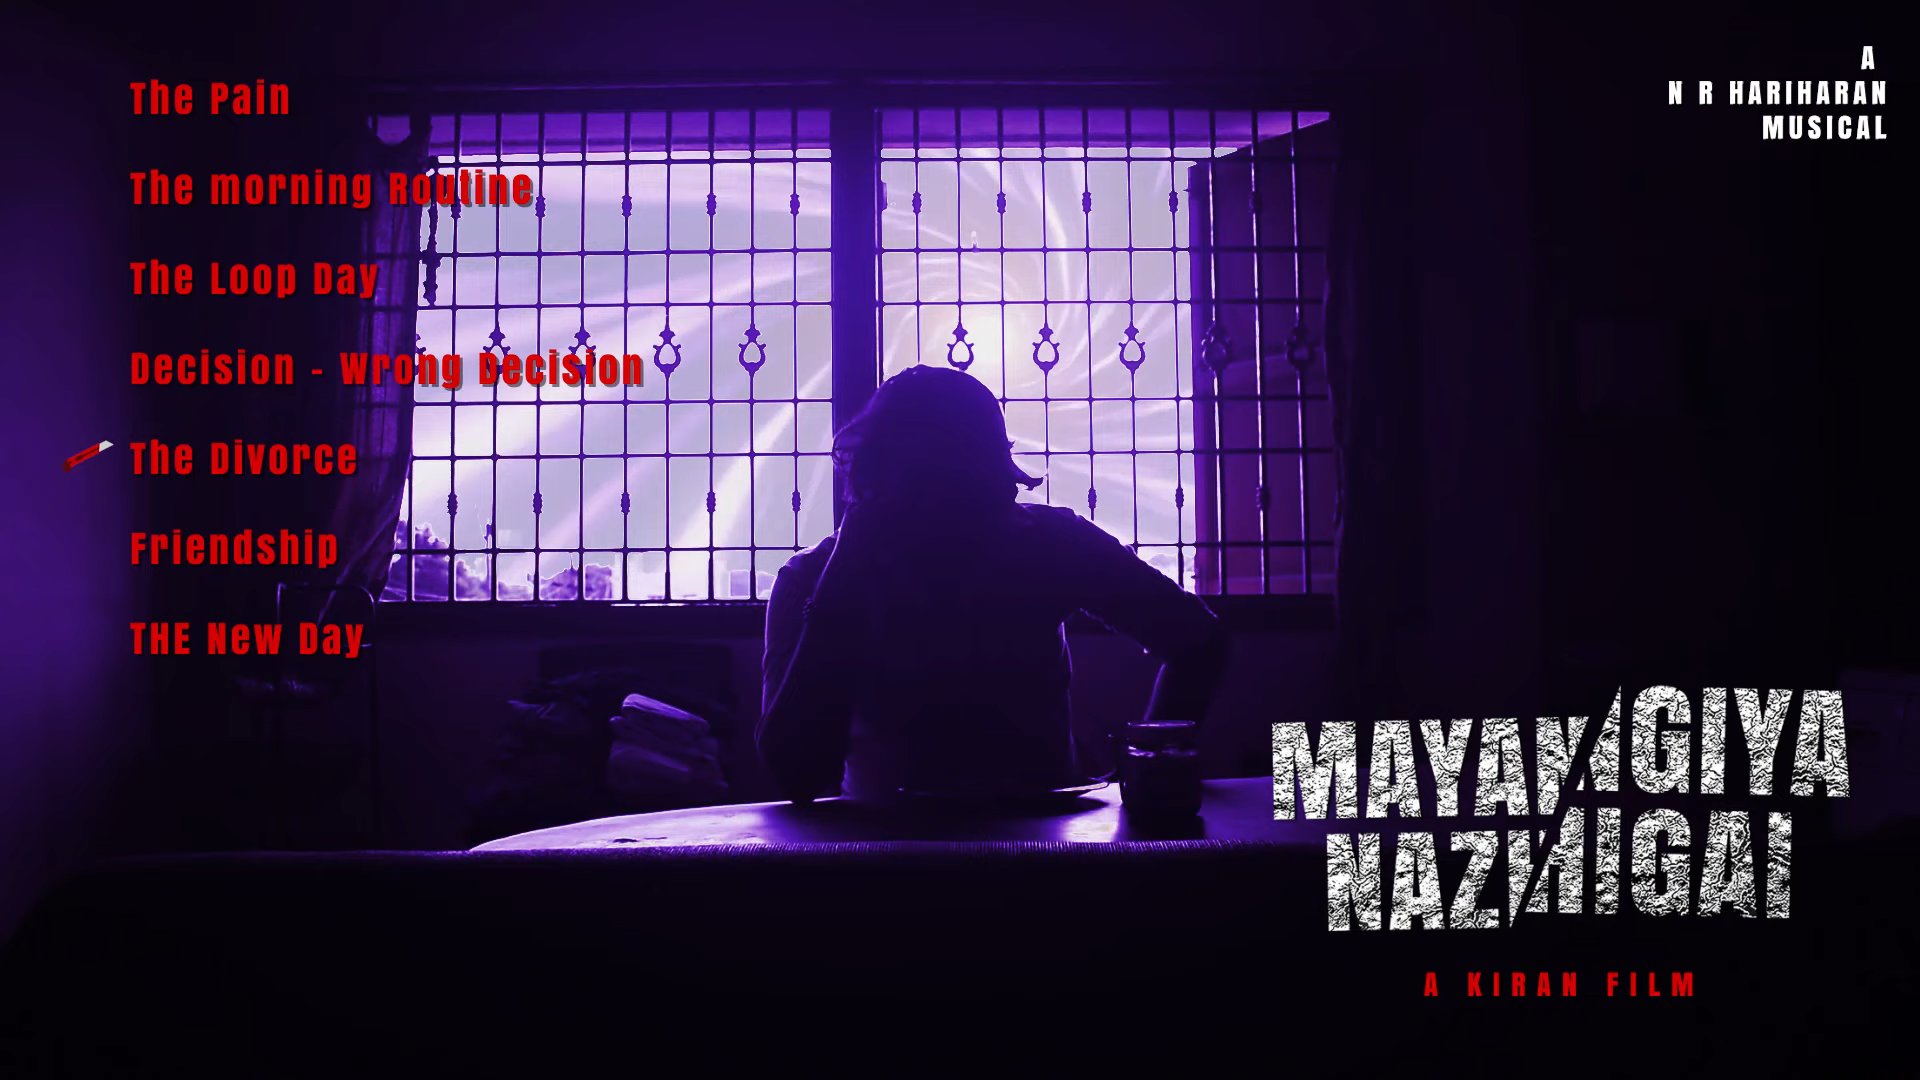 The Pain
The morning Routine
The Loop Day
Decision - Wrong Decision
The Divorce
Friendship
THE New Day
A
N R HARIHARAN
MUSICAL
MAYAKIGIYA
NAZHIGAI
A KIRAN FILM